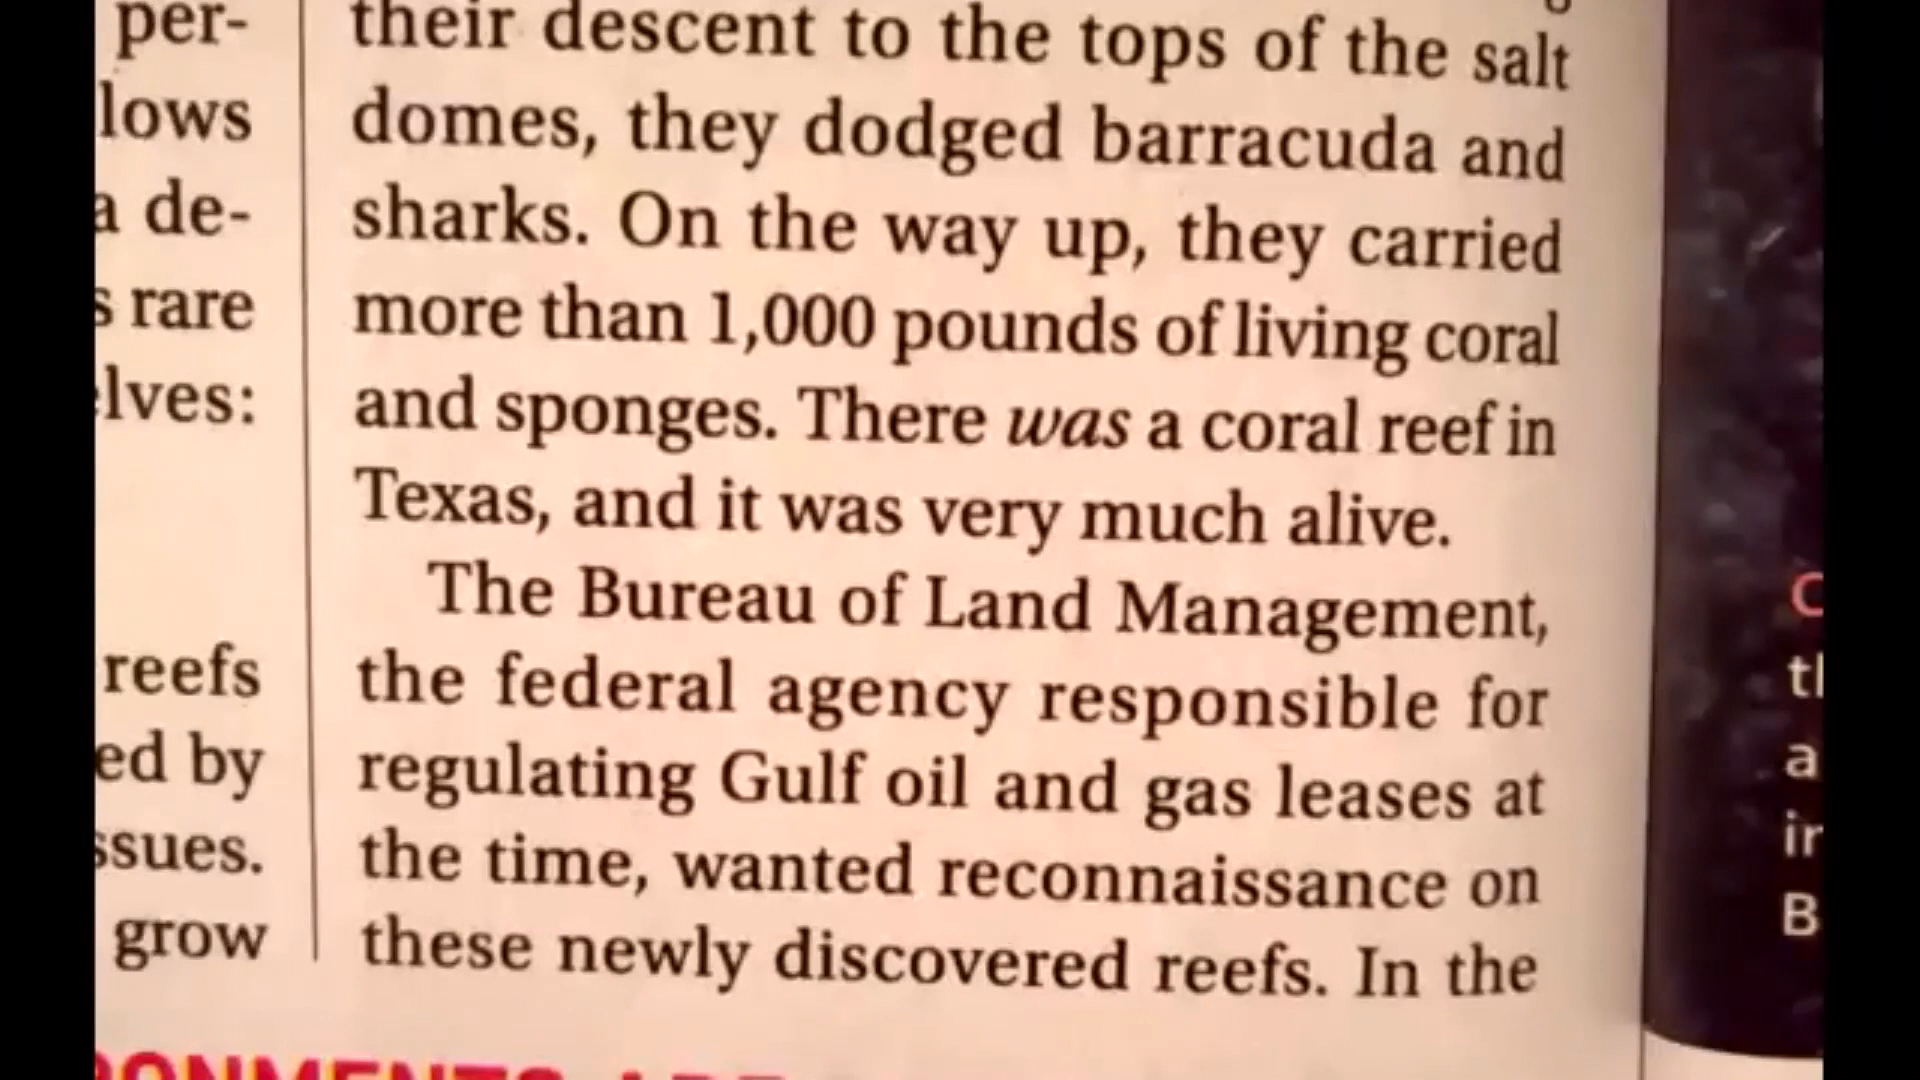 per-
lows
a de-
rare
reefs
ed by
grow
their descent to the tops of the salt
domes, they dodged barracuda and
sharks. On the way up, they carried
more than 1,000 pounds of living coral
and sponges. There was a coral reef in
Texas, and it was very much alive.
The Bureau of Land Management,
the federal agency responsible for
regulating Gulf oil and gas leases at
the time, wanted reconnaissance on
these newly discovered reefs. In the